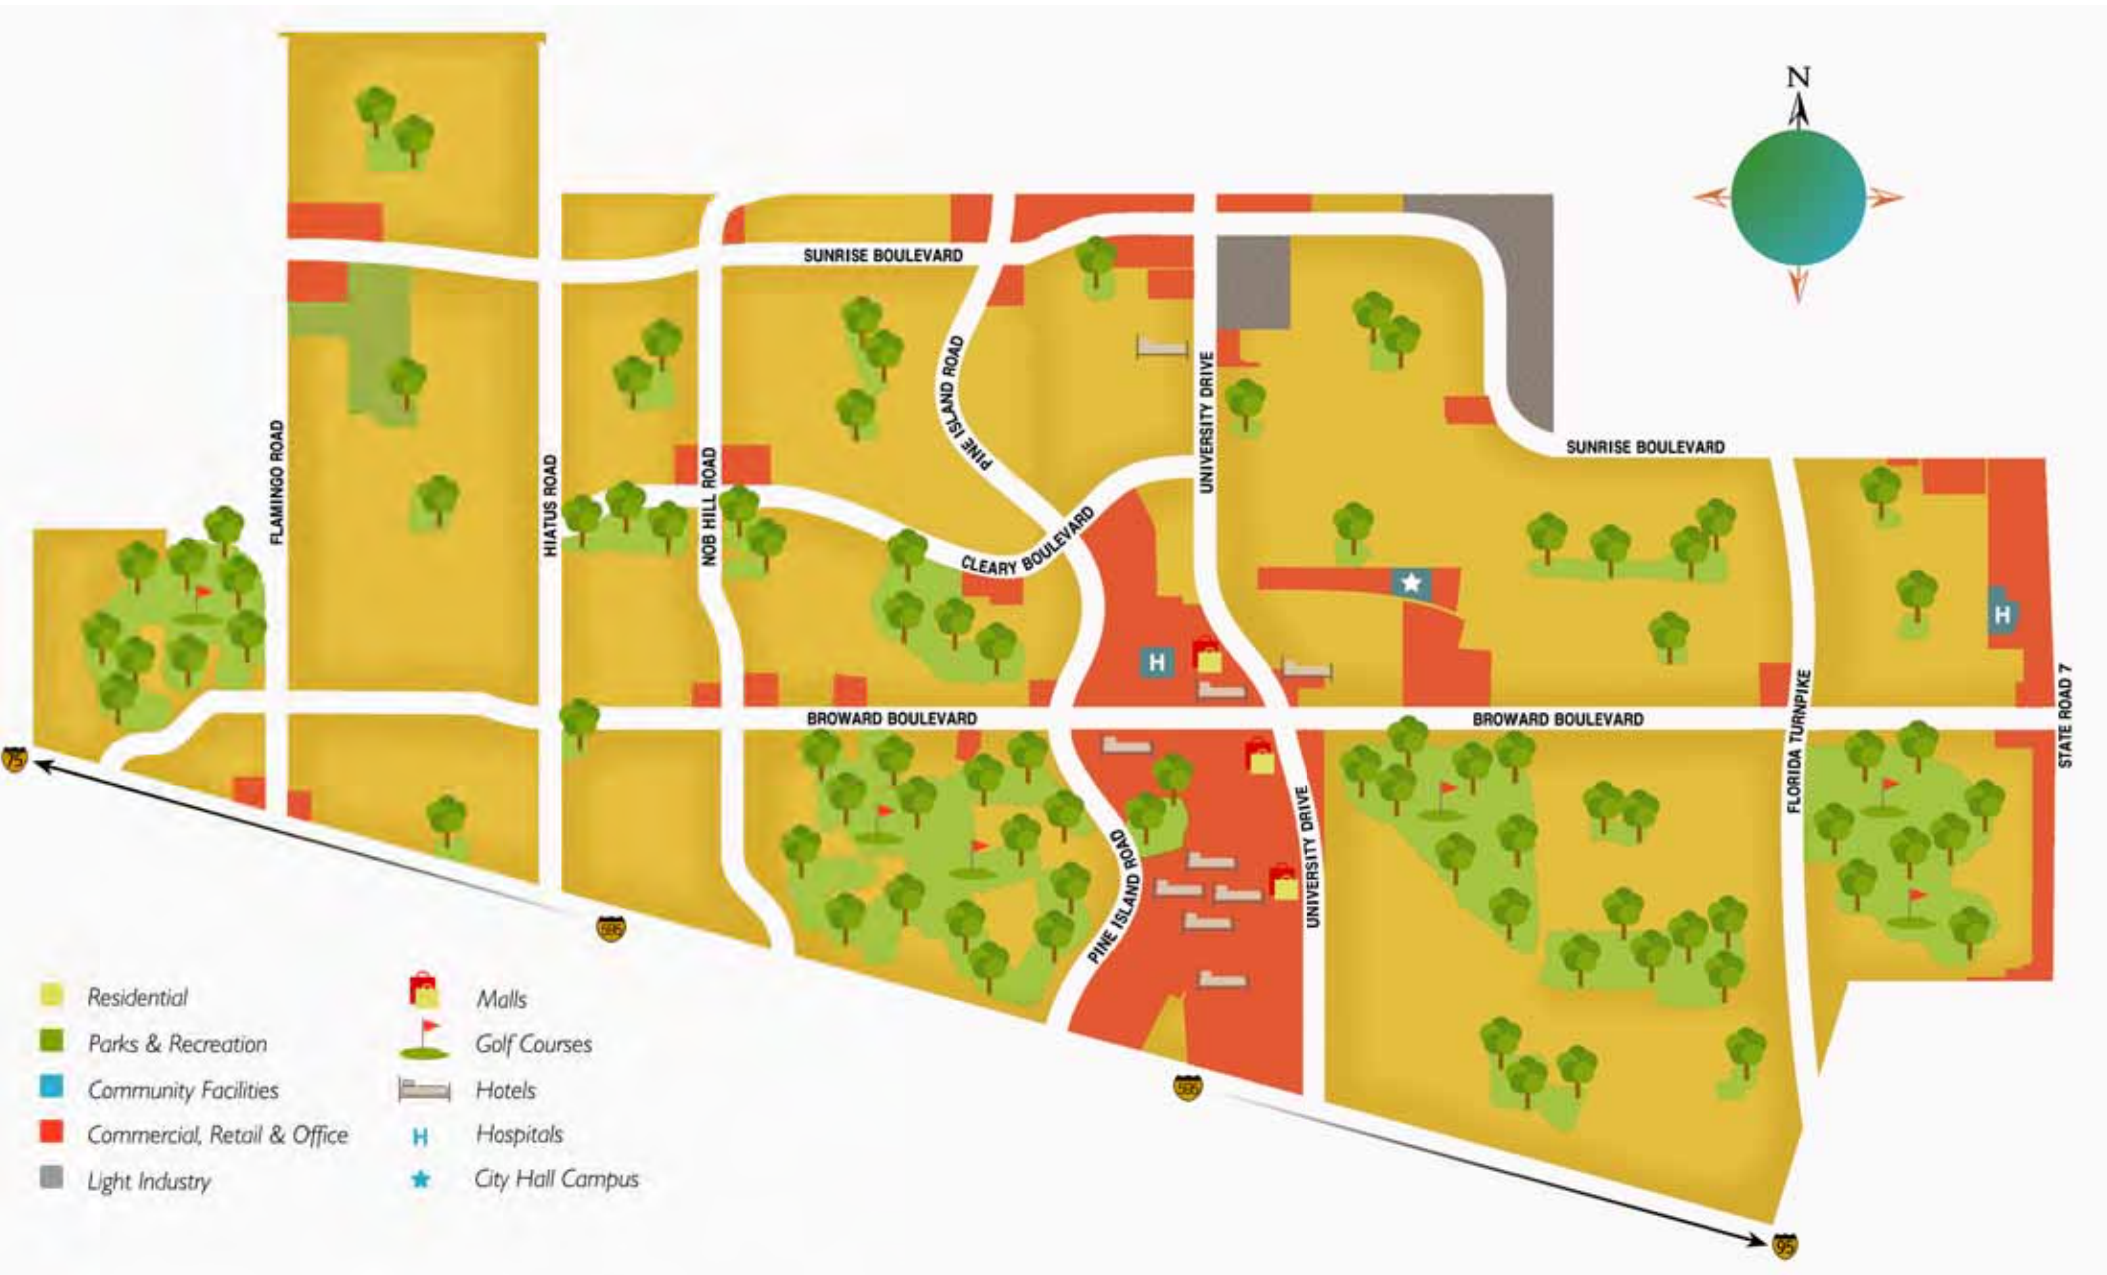 N
SUNRISE BOULEVARD
PINE ISLAND ROAD
UNIVERSITY DRIVE
FLAMINGO ROAD
HIATUS ROAD
NOB HILL ROAD
SUNRISE BOULEVARD
CLEARY BOULEVARD
H
H
BROWARD BOULEVARD
BROWARD BOULEVARD
FLORIDA TURNPIKE
STATE ROAD 7
75
PINE ISLAND ROAD
UNIVERSITY DRIVE
595
595
95
Residential
Parks & Recreation
Community Facilities
Commercial, Retail & Office
Light Industry
Malls
Golf Courses
Hotels
H Hospitals
City Hall Campus